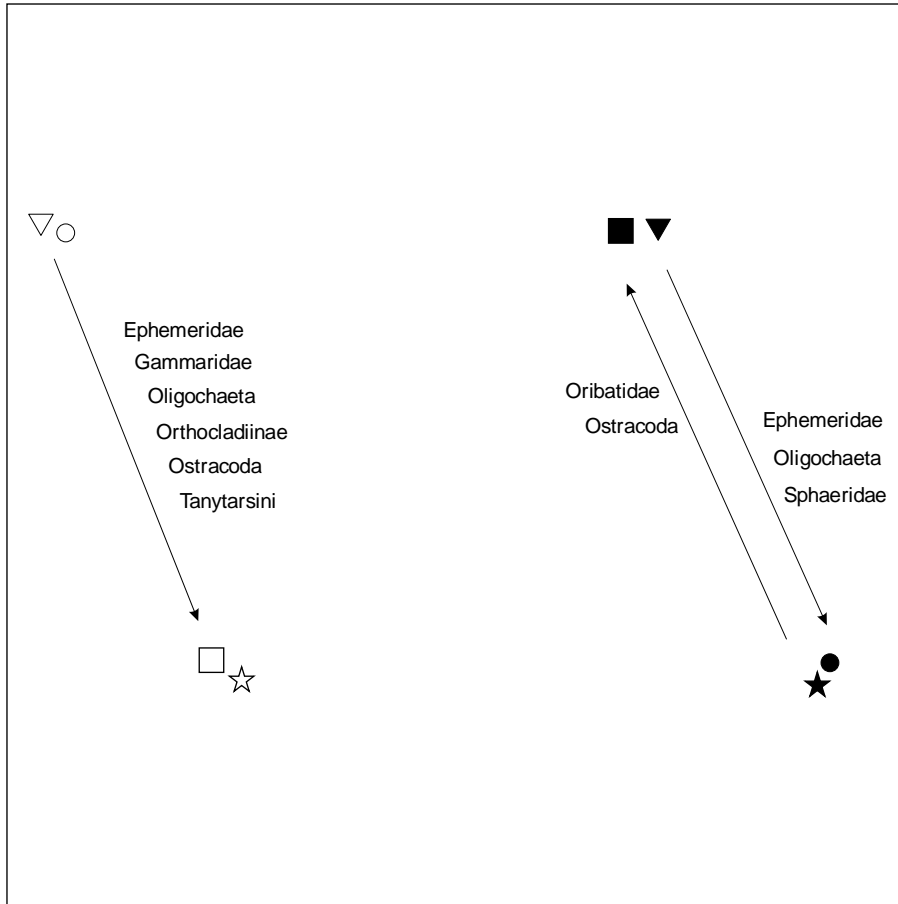 Ephemeridae
Gammaridae
Oligochaeta
Orthocladiinae
Ostracoda
Tanytarsini
Oribatidae
Ostracoda
Ephemeridae
Oligochaeta
Sphaeridae